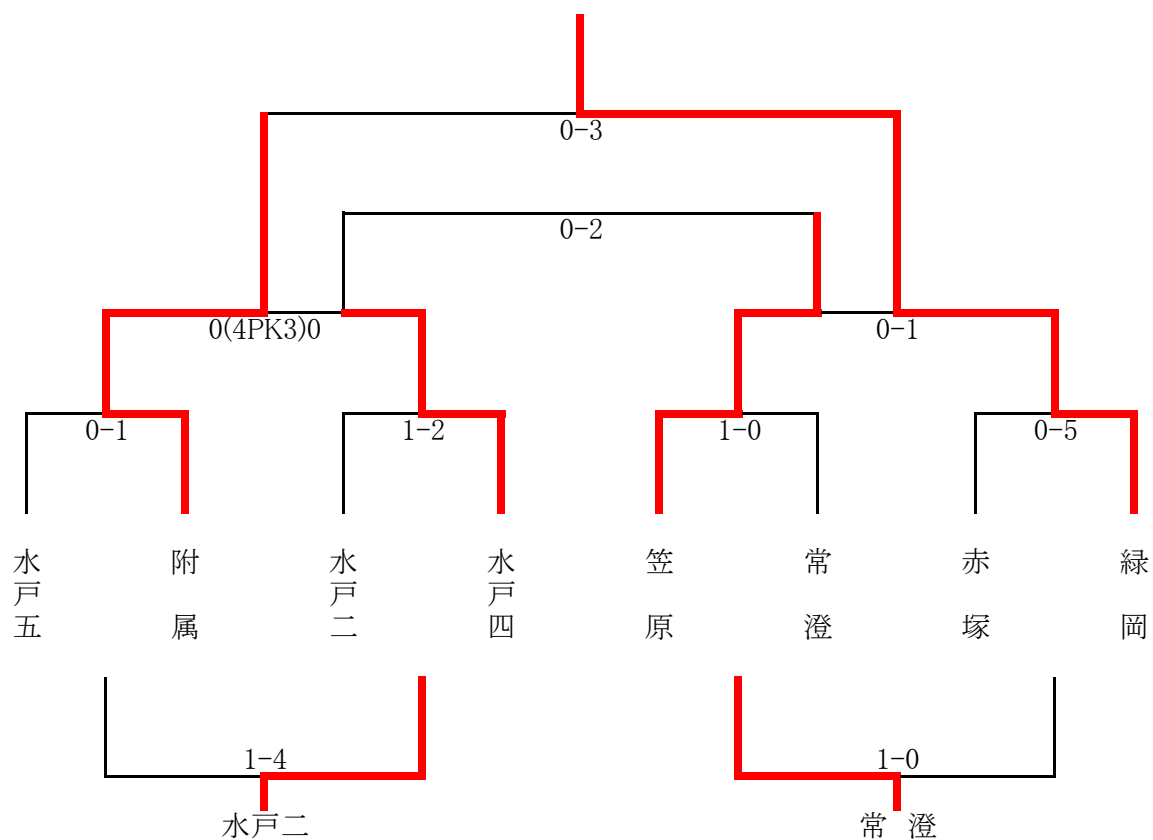 0-3
0-2
0(4PK3)0
0-1
0-1
1-2
1-0
0-5
水戸五
附属
水戸二
水戸四
笠原
常澄
赤塚
緑岡
1-4
1-0
水戸二
常 澄